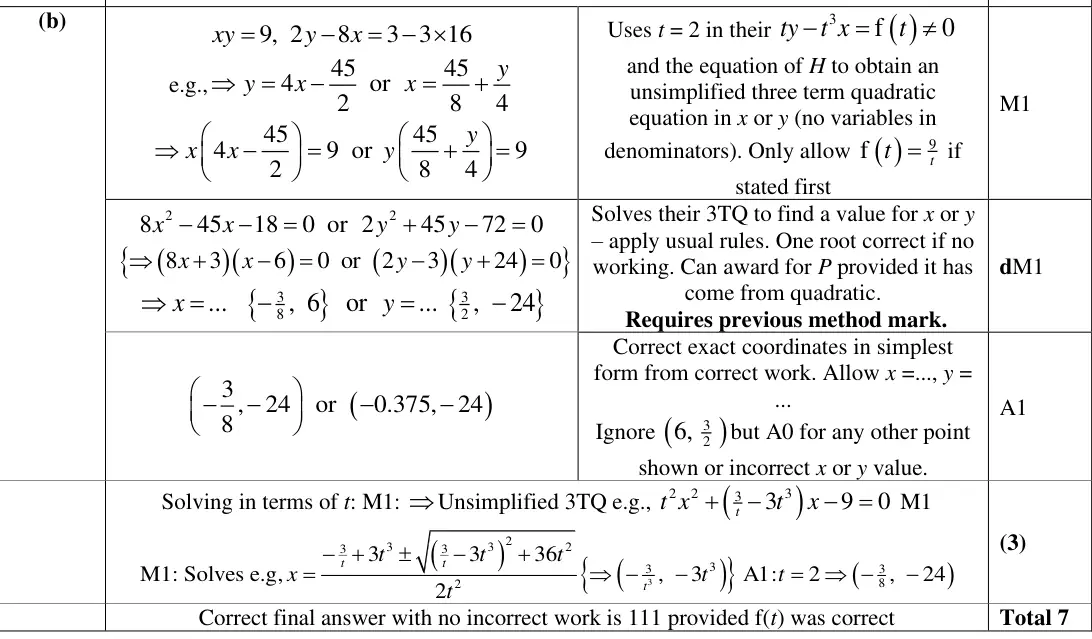 (b)
xy = 9, 2y − 8x = 3 − 3×16
e.g., ⇒ y = 4x − 45/2 or x = 45/8 + y/4
⇒ x(4x − 45/2) = 9 or y(45/8 + y/4) = 9
Uses t = 2 in their ty − t³x = f(t) ≠ 0
and the equation of H to obtain an
unsimplified three term quadratic
equation in x or y (no variables in
denominators). Only allow f(t) = 9/t if
stated first
M1
8x² − 45x − 18 = 0 or 2y² + 45y − 72 = 0
{⇒ (8x + 3)(x − 6) = 0 or (2y − 3)(y + 24) = 0}
⇒ x = ... {−3/8, 6} or y = ... {3/2, −24}
Solves their 3TQ to find a value for x or y
– apply usual rules. One root correct if no
working. Can award for P provided it has
come from quadratic.
Requires previous method mark.
dM1
(−3/8, −24) or (−0.375, −24)
Correct exact coordinates in simplest
form from correct work. Allow x =..., y =
...
Ignore (6, 3/2) but A0 for any other point
shown or incorrect x or y value.
A1
Solving in terms of t: M1: ⇒ Unsimplified 3TQ e.g., t²x² + (3/t − 3t³)x − 9 = 0 M1
M1: Solves e.g, x = (−3/t + 3t³ ± √((3/t − 3t³)² + 36t²))/(2t²) {⇒ (−3/t³, −3t³)} A1: t = 2 ⇒ (−3/8, −24)
(3)
Correct final answer with no incorrect work is 111 provided f(t) was correct
Total 7